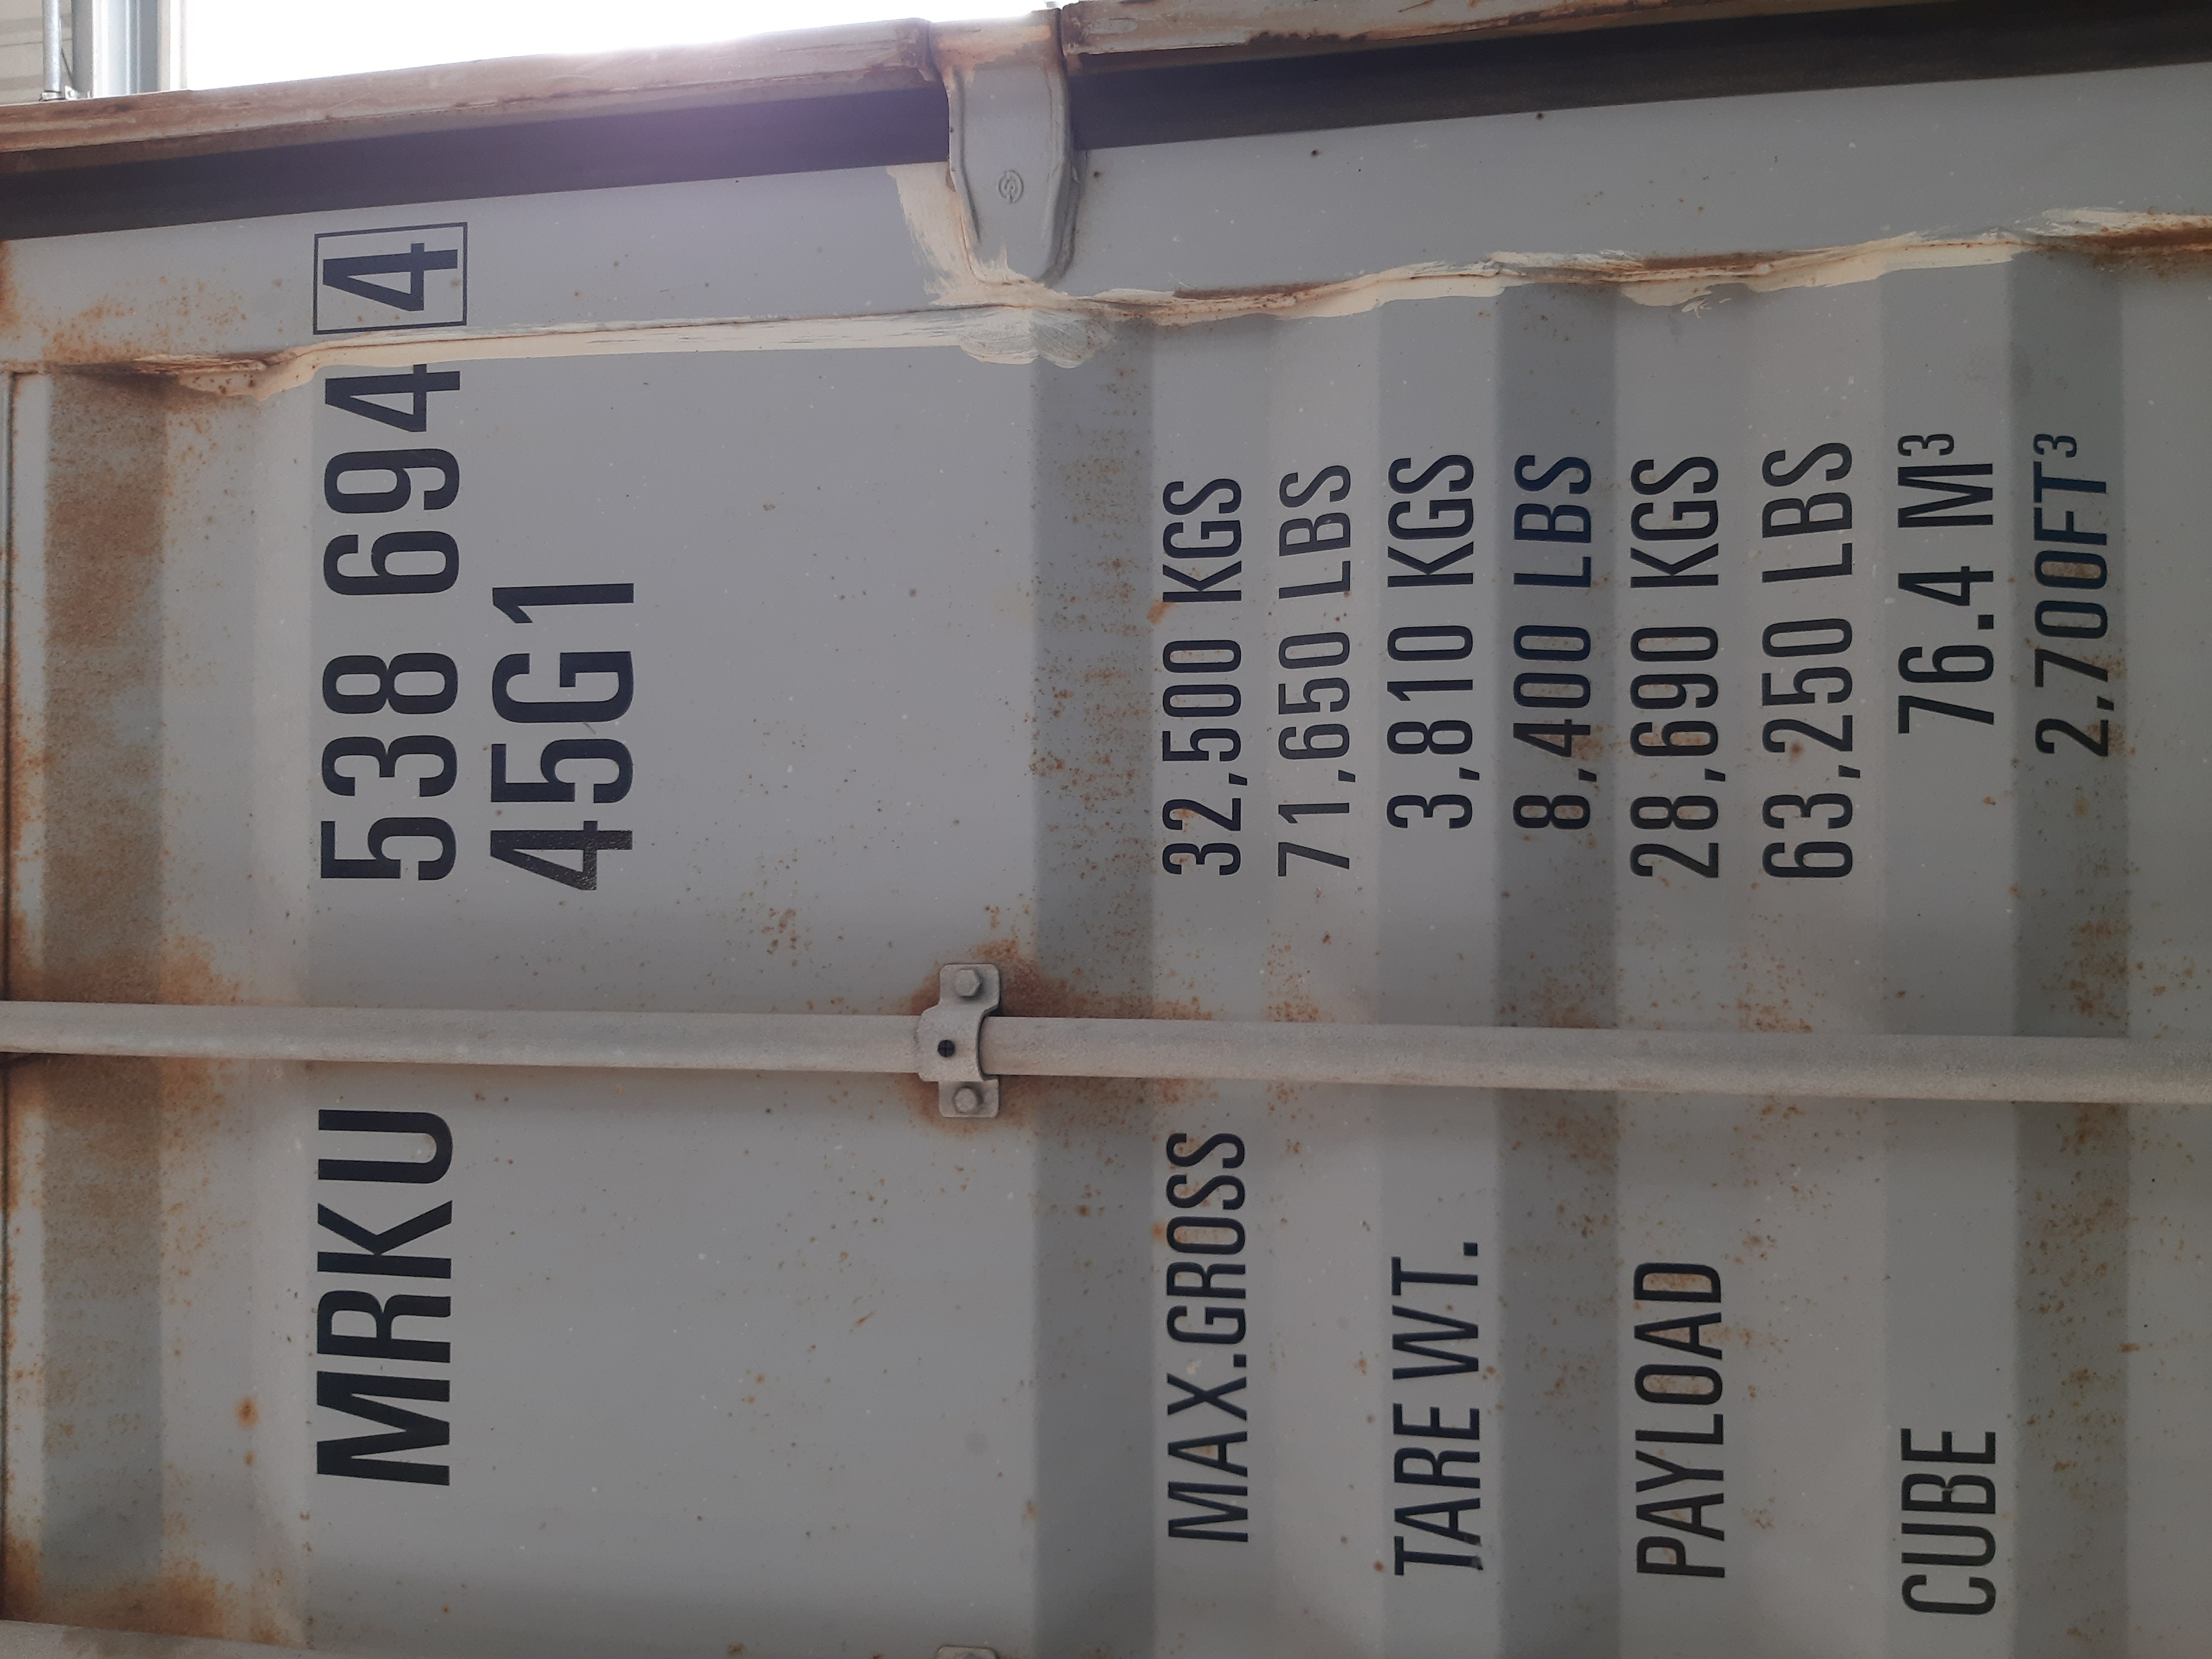 MRKU 538 694 4
45G1
MAX.GROSS 32,500 KGS
71,650 LBS
TARE WT. 3,810 KGS
8,400 LBS
PAYLOAD 28,690 KGS
63,250 LBS
CUBE 76.4 M³
2,700FT³